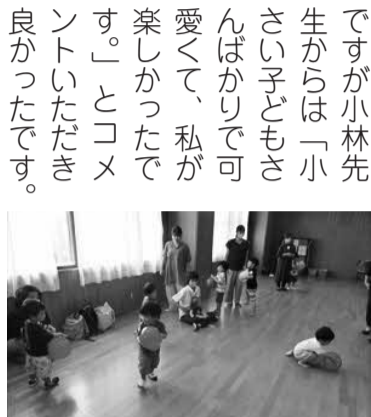 ですが小林先
生からは「小
さい子どもさ
んばかりで可
愛くて、私が
楽しかったで
す。」とコメ
ントいただき
良かったです。